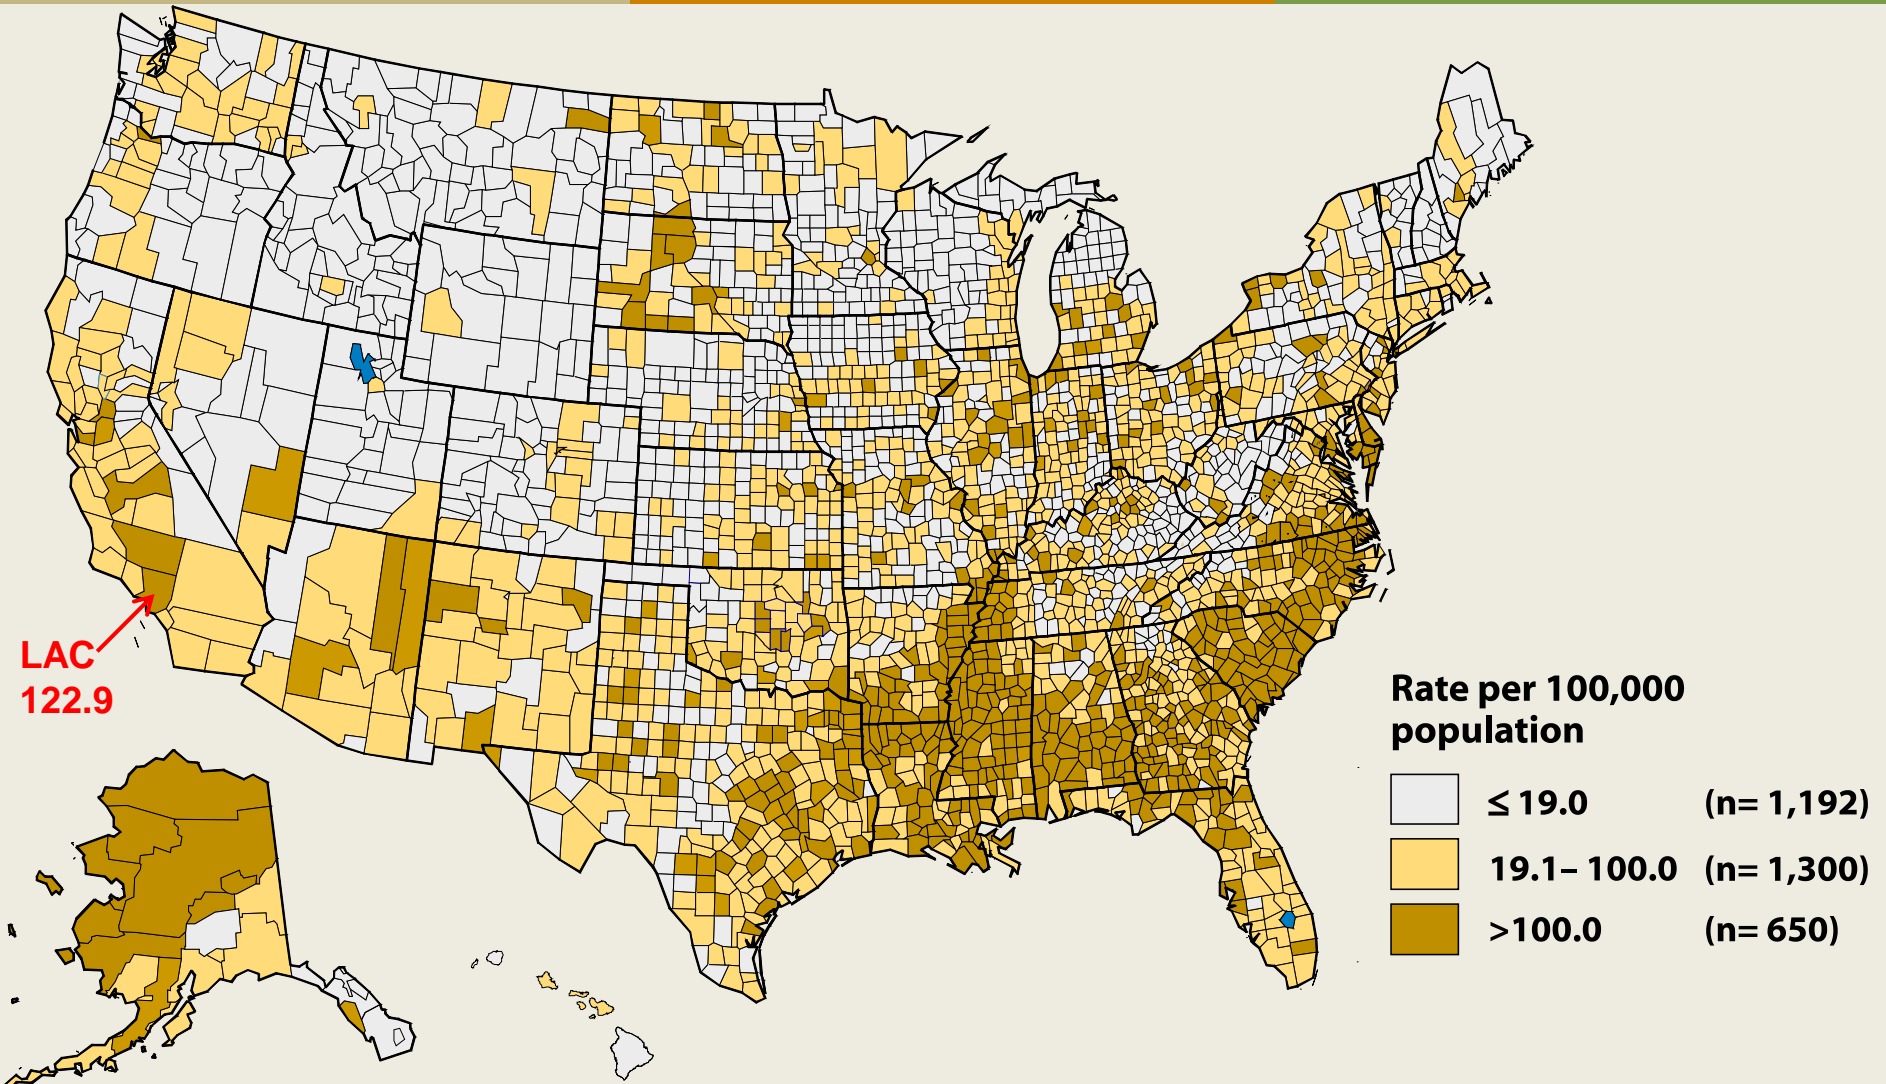 LAC
122.9
Rate per 100,000
population
≤ 19.0 (n= 1,192)
19.1– 100.0 (n= 1,300)
>100.0 (n= 650)